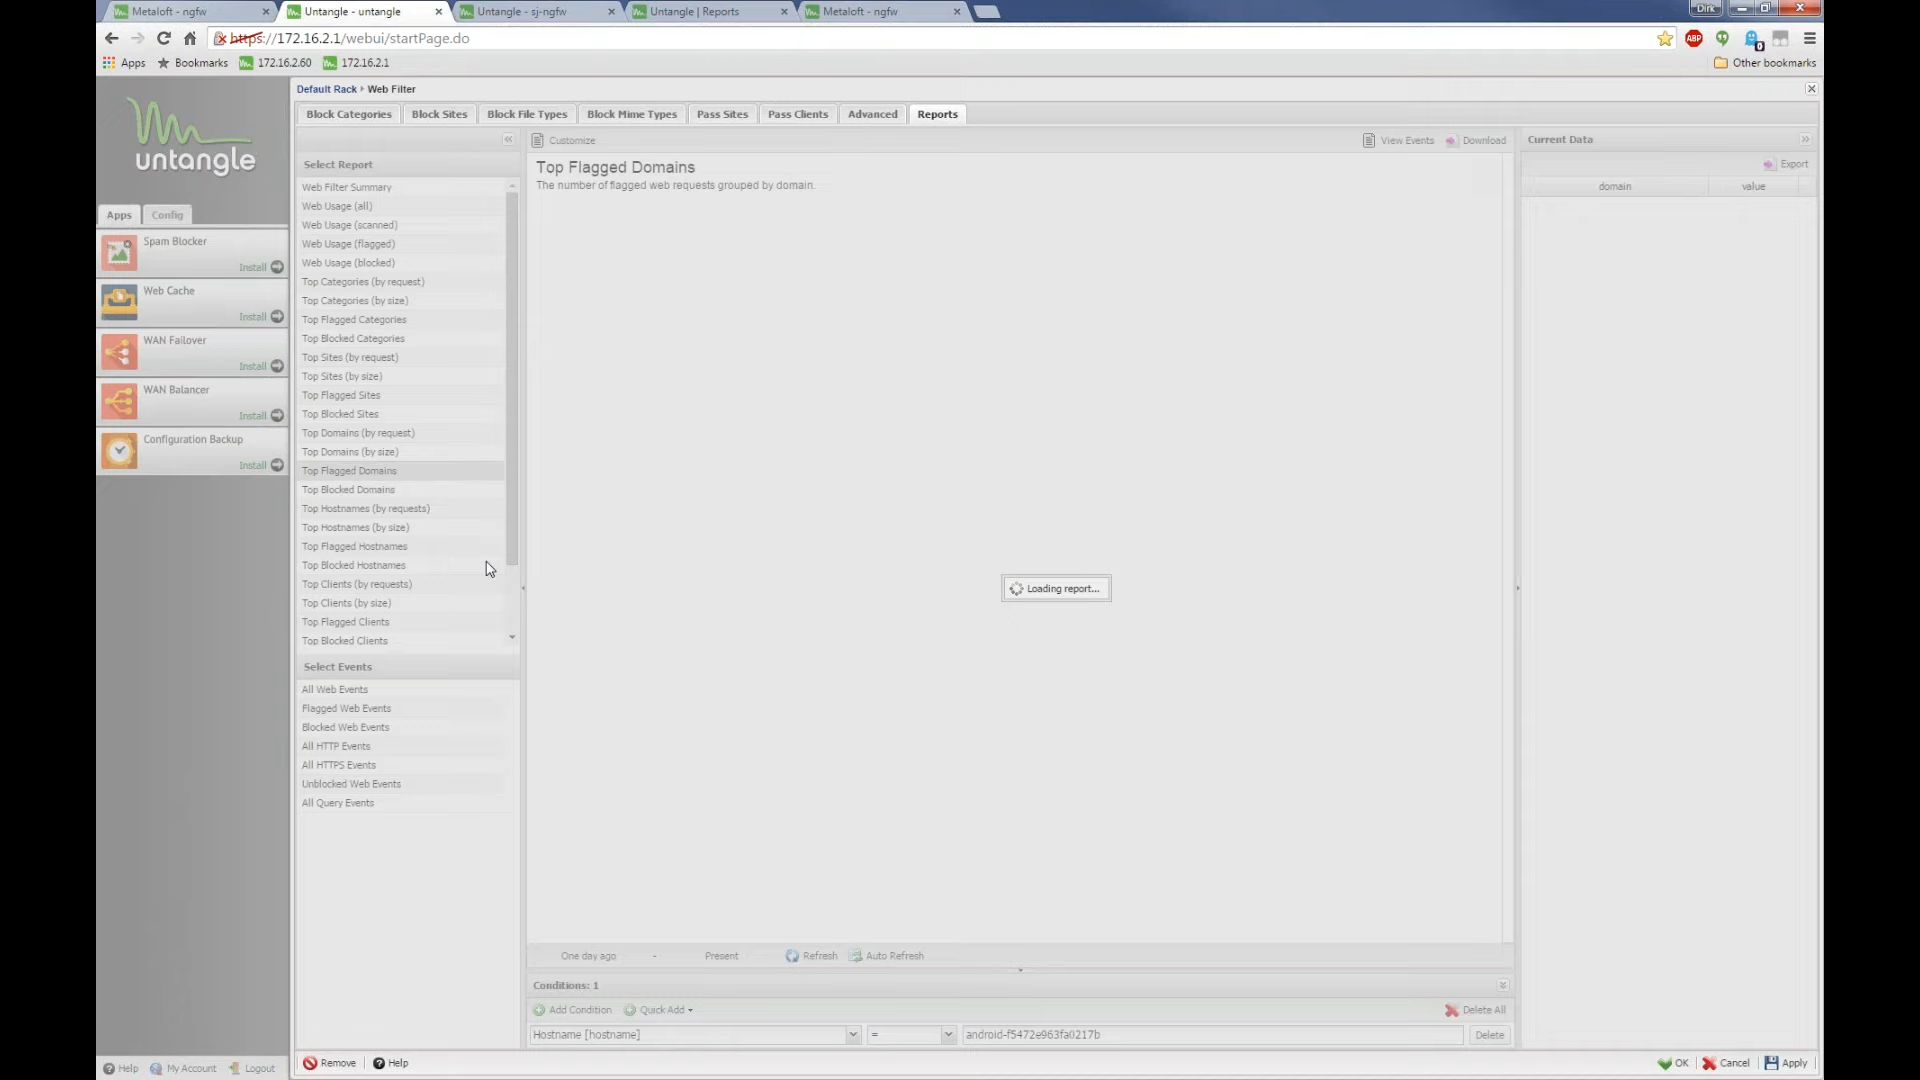 Metaloft - ngfw
Untangle - untangle
Untangle - sj-ngfw
Untangle | Reports
Metaloft - ngfw
Dirk
https://172.16.2.1/webui/startPage.do
ABP
0
Apps
Bookmarks
172.16.2.60
172.16.2.1
Other bookmarks
untangle
Apps
Config
Spam Blocker
Install
Web Cache
Install
WAN Failover
Install
WAN Balancer
Install
Configuration Backup
Install
Help
My Account
Logout
Default Rack
Web Filter
Block Categories
Block Sites
Block File Types
Block Mime Types
Pass Sites
Pass Clients
Advanced
Reports
Select Report
Web Filter Summary
Web Usage (all)
Web Usage (scanned)
Web Usage (flagged)
Web Usage (blocked)
Top Categories (by request)
Top Categories (by size)
Top Flagged Categories
Top Blocked Categories
Top Sites (by request)
Top Sites (by size)
Top Flagged Sites
Top Blocked Sites
Top Domains (by request)
Top Domains (by size)
Top Flagged Domains
Top Blocked Domains
Top Hostnames (by requests)
Top Hostnames (by size)
Top Flagged Hostnames
Top Blocked Hostnames
Top Clients (by requests)
Top Clients (by size)
Top Flagged Clients
Top Blocked Clients
Select Events
All Web Events
Flagged Web Events
Blocked Web Events
All HTTP Events
All HTTPS Events
Unblocked Web Events
All Query Events
Customize
View Events
Download
Top Flagged Domains
The number of flagged web requests grouped by domain.
Loading report...
One day ago - Present
Refresh
Auto Refresh
Conditions: 1
Add Condition
Quick Add
Delete All
Hostname [hostname]
=
android-f5472e963fa0217b
Delete
Current Data
Export
domain
value
Remove
Help
OK
Cancel
Apply